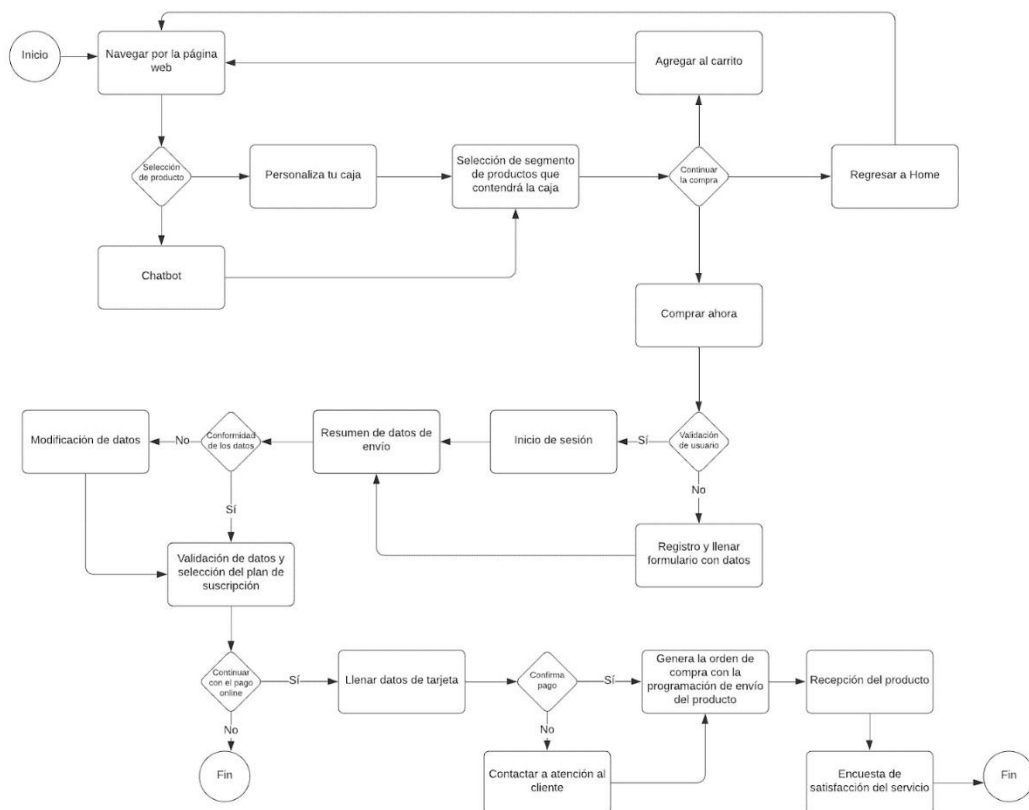 Inicio
Navegar por la página
web
Agregar al carrito
Selección
de producto
Personaliza tu caja
Selección de segmento
de productos que
contendrá la caja
Continuar
la compra
Regresar a Home
Chatbot
Comprar ahora
Modificación de datos
No
Conformidad
de los datos
Resumen de datos de
envío
Inicio de sesión
Sí
Validación
de usuario
No
Sí
Registro y llenar
formulario con datos
Validación de datos y
selección del plan de
suscripción
Continuar
con el pago
online
Sí
Llenar datos de tarjeta
Confirma
pago
Sí
Genera la orden de
compra con la
programación de envío
del producto
Recepción del producto
No
No
Fin
Contactar a atención al
cliente
Encuesta de
satisfacción del servicio
Fin